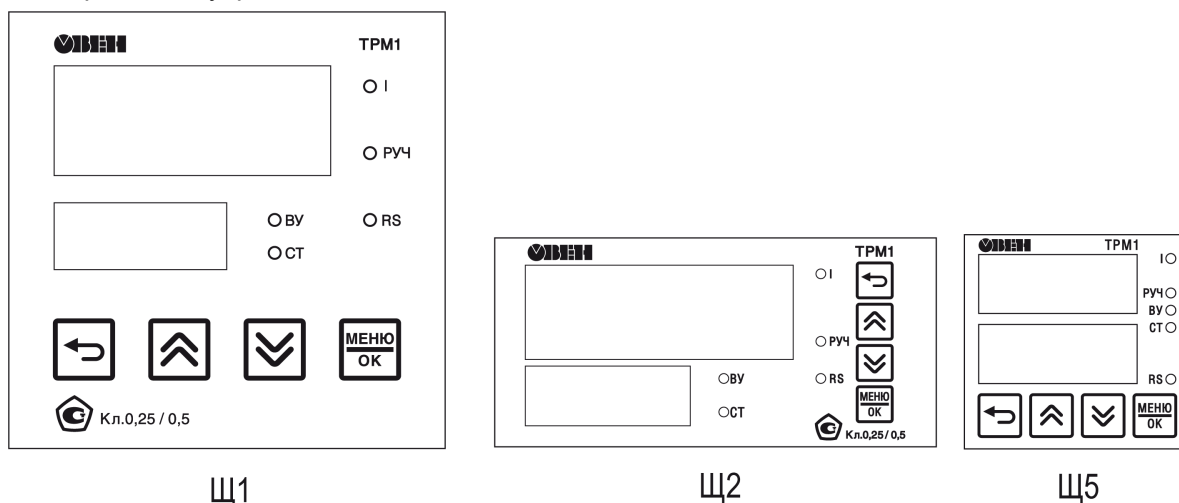 ОВЕН ТРМ1
I
РУЧ
ВУ RS
СТ
МЕНЮ
ОК
Кл.0,25 / 0,5
Щ1
ОВЕН ТРМ1
I
РУЧ
ВУ RS
СТ
МЕНЮ
ОК
Кл.0,25 / 0,5
Щ2
ОВЕН ТРМ1
I
РУЧ
ВУ
СТ
RS
МЕНЮ
ОК
Щ5